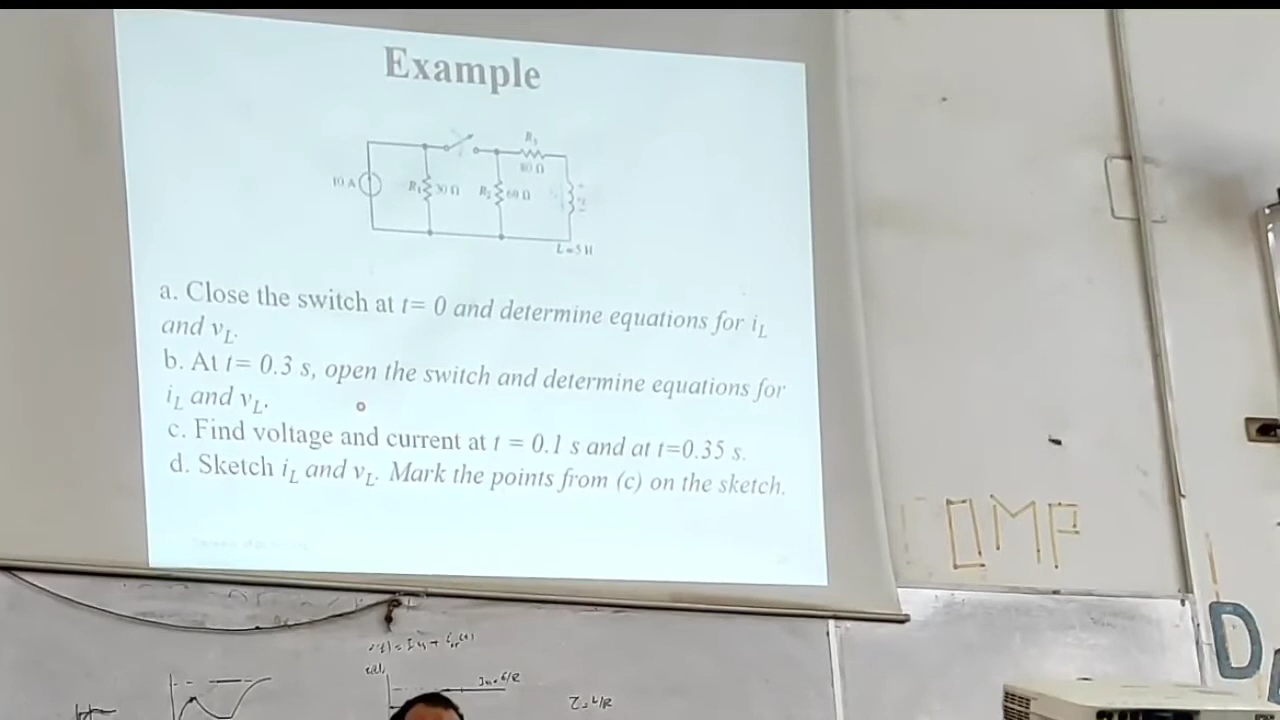 Example
R₃
80 Ω
10 A
R₁
30 Ω
R₂
60 Ω
L = 5 H
a. Close the switch at t= 0 and determine equations for iL
and vL.
b. At t= 0.3 s, open the switch and determine equations for
iL and vL.
c. Find voltage and current at t = 0.1 s and at t=0.35 s.
d. Sketch iL and vL. Mark the points from (c) on the sketch.
OMP
D